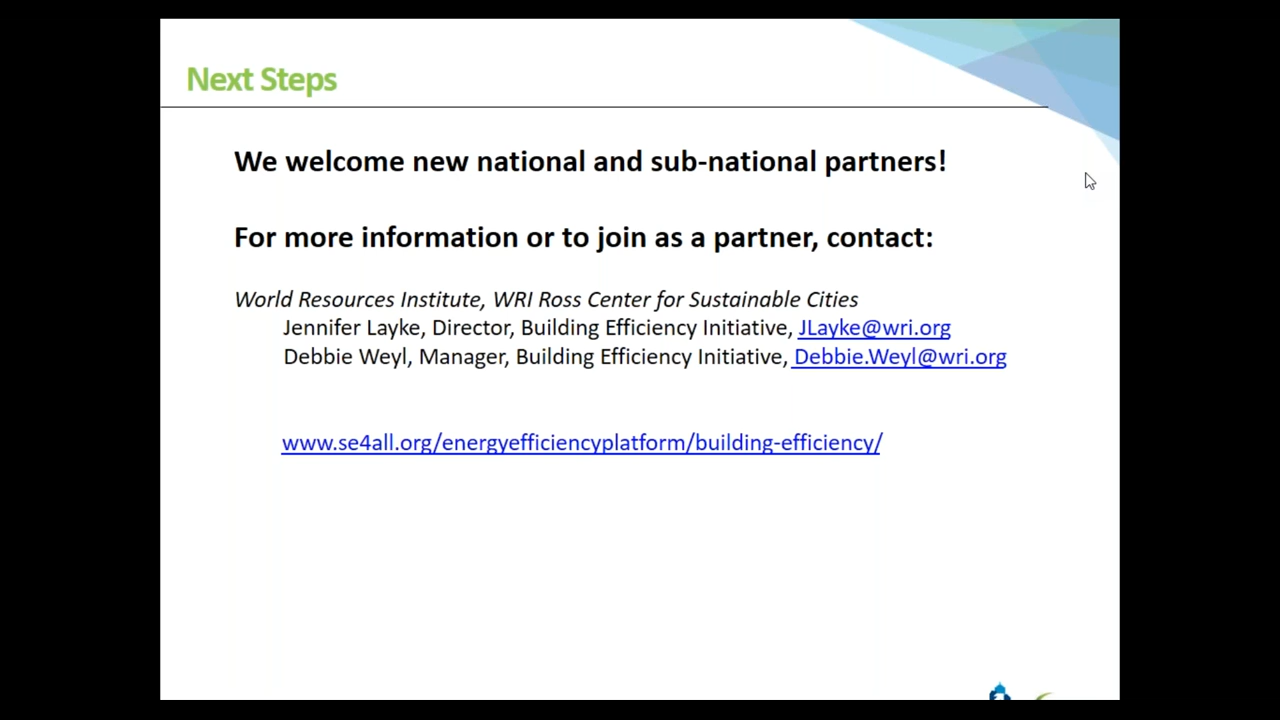 Next Steps
We welcome new national and sub-national partners!
For more information or to join as a partner, contact:
World Resources Institute, WRI Ross Center for Sustainable Cities
Jennifer Layke, Director, Building Efficiency Initiative, JLayke@wri.org
Debbie Weyl, Manager, Building Efficiency Initiative, Debbie.Weyl@wri.org
www.se4all.org/energyefficiencyplatform/building-efficiency/